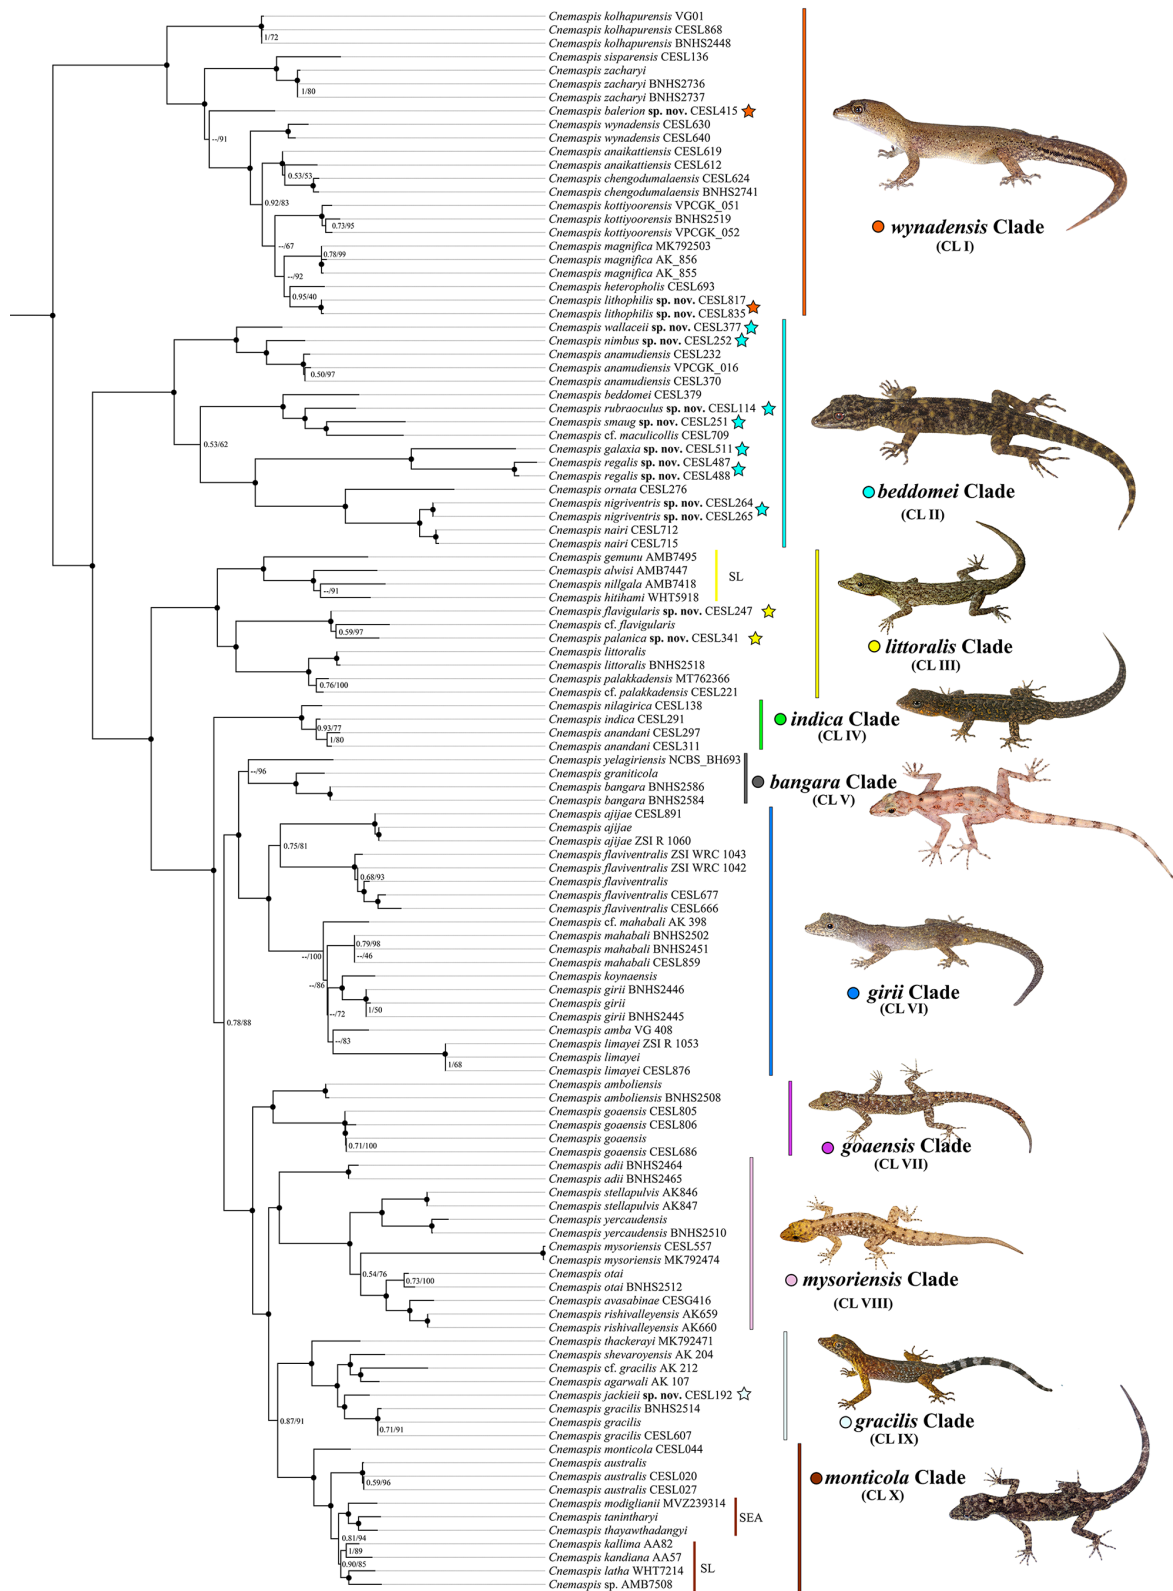 Cnemaspis kolhapurensis VG01
Cnemaspis kolhapurensis CESL868
1/72
Cnemaspis kolhapurensis BNHS2448
Cnemaspis sisparensis CESL136
Cnemaspis zacharyi
Cnemaspis zacharyi BNHS2736
1/80
Cnemaspis zacharyi BNHS2737
Cnemaspis balerion sp. nov. CESL415
Cnemaspis wynadensis CESL630
--/91
Cnemaspis wynadensis CESL640
Cnemaspis anaikattiensis CESL619
Cnemaspis anaikattiensis CESL612
0.53/53
Cnemaspis chengodumalaensis CESL624
Cnemaspis chengodumalaensis BNHS2741
0.92/83
Cnemaspis kottiyoorensis VPCGK_051
Cnemaspis kottiyoorensis BNHS2519
0.73/95
Cnemaspis kottiyoorensis VPCGK_052
wynadensis Clade
(CL I)
--/67
Cnemaspis magnifica MK792503
0.78/99
Cnemaspis magnifica AK_856
--/92
Cnemaspis magnifica AK_855
Cnemaspis heteropholis CESL693
0.95/40
Cnemaspis lithophilis sp. nov. CESL817
Cnemaspis lithophilis sp. nov. CESL835
Cnemaspis wallaceii sp. nov. CESL377
Cnemaspis nimbus sp. nov. CESL252
Cnemaspis anamudiensis CESL232
Cnemaspis anamudiensis VPCGK_016
0.50/97
Cnemaspis anamudiensis CESL370
Cnemaspis beddomei CESL379
Cnemaspis rubraoculus sp. nov. CESL114
Cnemaspis smaug sp. nov. CESL251
Cnemaspis cf. maculicollis CESL709
0.53/62
Cnemaspis galaxia sp. nov. CESL511
Cnemaspis regalis sp. nov. CESL487
Cnemaspis regalis sp. nov. CESL488
Cnemaspis ornata CESL276
beddomei Clade
(CL II)
Cnemaspis nigriventris sp. nov. CESL264
Cnemaspis nigriventris sp. nov. CESL265
Cnemaspis nairi CESL712
Cnemaspis nairi CESL715
Cnemaspis gemunu AMB7495
Cnemaspis alwisi AMB7447
SL
Cnemaspis nillgala AMB7418
--/91
Cnemaspis hitihami WHT5918
Cnemaspis flavigularis sp. nov. CESL247
Cnemaspis cf. flavigularis
0.59/97
Cnemaspis palanica sp. nov. CESL341
littoralis Clade
(CL III)
Cnemaspis littoralis
Cnemaspis littoralis BNHS2518
0.76/100
Cnemaspis palakkadensis MT762366
Cnemaspis cf. palakkadensis CESL221
Cnemaspis nilagirica CESL138
Cnemaspis indica CESL291
indica Clade
(CL IV)
0.93/77
Cnemaspis anandani CESL297
1/80
Cnemaspis anandani CESL311
Cnemaspis yelagiriensis NCBS_BH693
--/96
Cnemaspis graniticola
bangara Clade
(CL V)
Cnemaspis bangara BNHS2586
Cnemaspis bangara BNHS2584
Cnemaspis ajijae CESL891
Cnemaspis ajijae
Cnemaspis ajijae ZSI R 1060
0.75/81
Cnemaspis flaviventralis ZSI WRC 1043
Cnemaspis flaviventralis ZSI WRC 1042
0.68/93
Cnemaspis flaviventralis
Cnemaspis flaviventralis CESL677
Cnemaspis flaviventralis CESL666
Cnemaspis cf. mahabali AK 398
Cnemaspis mahabali BNHS2502
0.79/98
Cnemaspis mahabali BNHS2451
--/100
--/46
Cnemaspis mahabali CESL859
Cnemaspis koynaensis
--/86
Cnemaspis girii BNHS2446
girii Clade
(CL VI)
Cnemaspis girii
1/50
--/72
Cnemaspis girii BNHS2445
0.78/88
Cnemaspis amba VG 408
--/83
Cnemaspis limayei ZSI R 1053
Cnemaspis limayei
1/68
Cnemaspis limayei CESL876
Cnemaspis amboliensis
Cnemaspis amboliensis BNHS2508
Cnemaspis goaensis CESL805
Cnemaspis goaensis CESL806
Cnemaspis goaensis
0.71/100
Cnemaspis goaensis CESL686
goaensis Clade
(CL VII)
Cnemaspis adii BNHS2464
Cnemaspis adii BNHS2465
Cnemaspis stellapulvis AK846
Cnemaspis stellapulvis AK847
Cnemaspis yercaudensis
Cnemaspis yercaudensis BNHS2510
Cnemaspis mysoriensis CESL557
Cnemaspis mysoriensis MK792474
0.54/76
Cnemaspis otai
0.73/100
Cnemaspis otai BNHS2512
mysoriensis Clade
(CL VIII)
Cnemaspis avasabinae CESG416
Cnemaspis rishivalleyensis AK659
Cnemaspis rishivalleyensis AK660
Cnemaspis thackerayi MK792471
Cnemaspis shevaroyensis AK 204
Cnemaspis cf. gracilis AK 212
Cnemaspis agarwali AK 107
Cnemaspis jackieii sp. nov. CESL192
Cnemaspis gracilis BNHS2514
0.87/91
Cnemaspis gracilis
0.71/91
Cnemaspis gracilis CESL607
gracilis Clade
(CL IX)
Cnemaspis monticola CESL044
Cnemaspis australis
Cnemaspis australis CESL020
0.59/96
Cnemaspis australis CESL027
monticola Clade
(CL X)
Cnemaspis modiglianii MVZ239314
Cnemaspis tanintharyi
SEA
Cnemaspis thayawthadangyi
0.81/94
Cnemaspis kallima AA82
1/89
Cnemaspis kandiana AA57
0.90/85
Cnemaspis latha WHT7214
SL
Cnemaspis sp. AMB7508